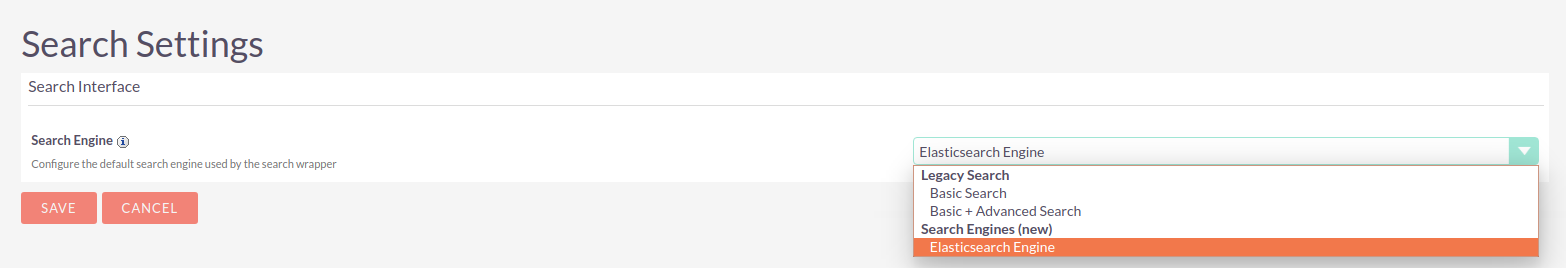 Search Settings
Search Interface
Search Engine
Configure the default search engine used by the search wrapper
Elasticsearch Engine
Legacy Search
Basic Search
Basic + Advanced Search
Search Engines (new)
Elasticsearch Engine
SAVE CANCEL